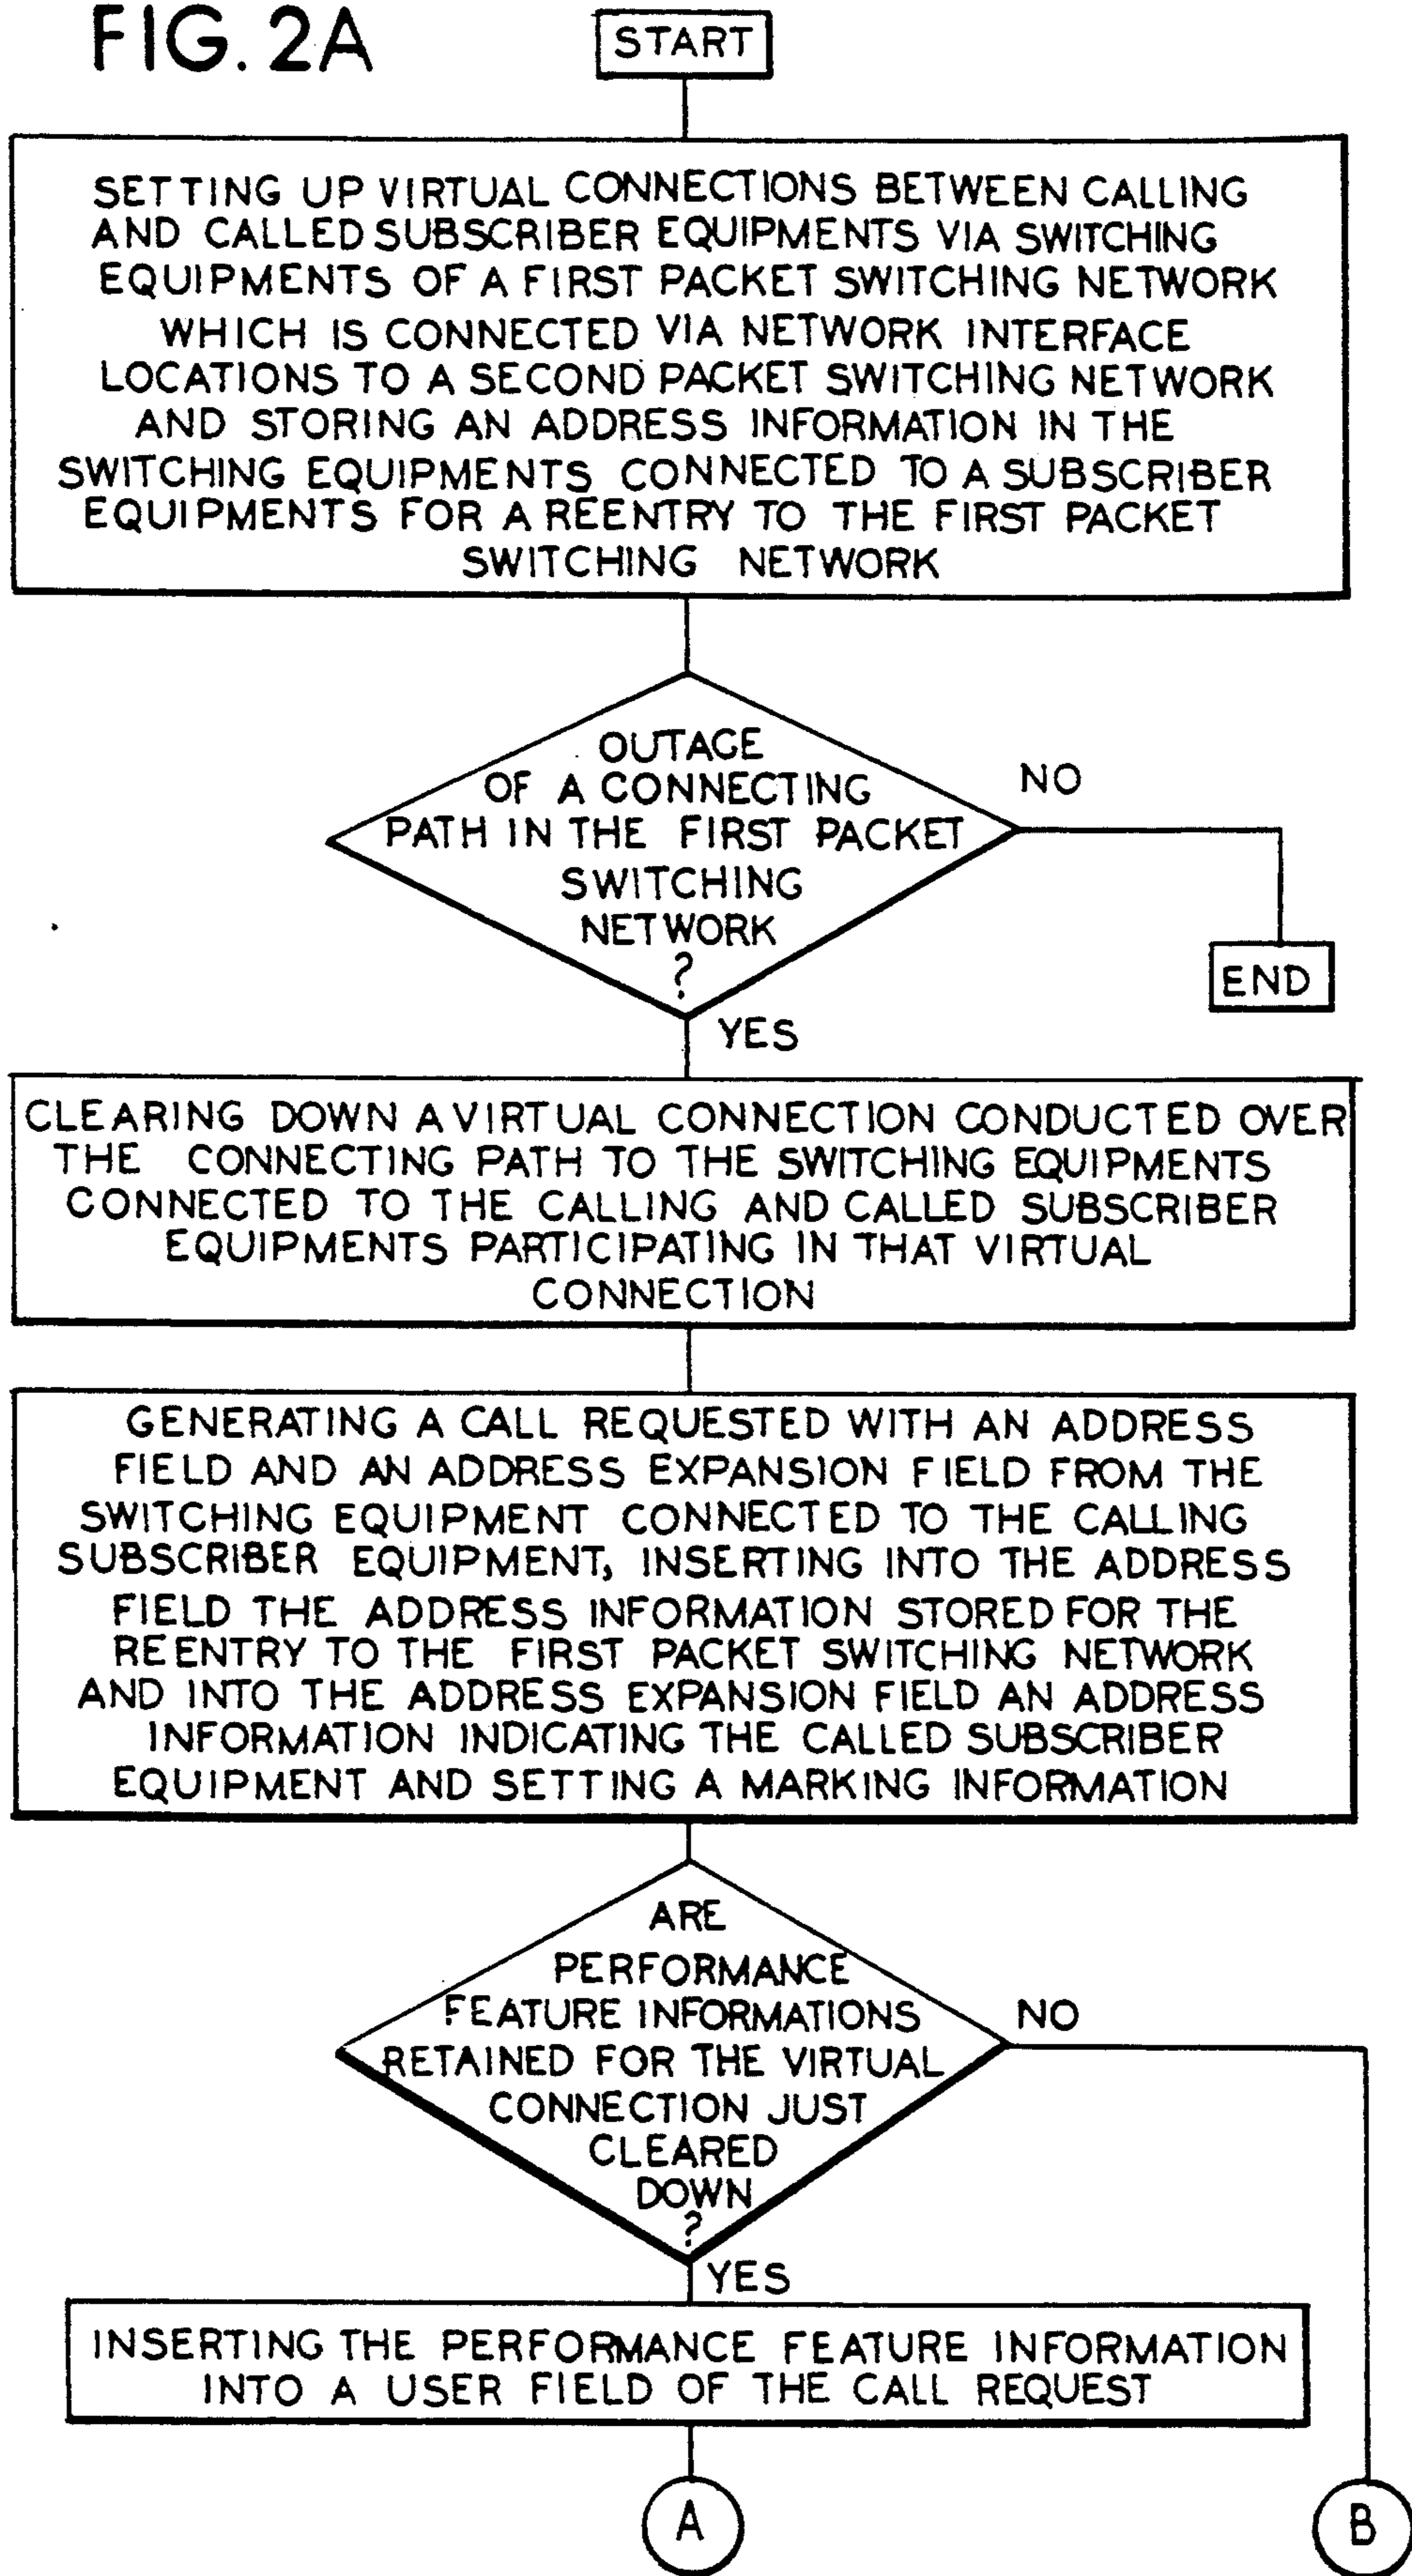 FIG. 2A
START
SETTING UP VIRTUAL CONNECTIONS BETWEEN CALLING
AND CALLED SUBSCRIBER EQUIPMENTS VIA SWITCHING
EQUIPMENTS OF A FIRST PACKET SWITCHING NETWORK
WHICH IS CONNECTED VIA NETWORK INTERFACE
LOCATIONS TO A SECOND PACKET SWITCHING NETWORK
AND STORING AN ADDRESS INFORMATION IN THE
SWITCHING EQUIPMENTS CONNECTED TO A SUBSCRIBER
EQUIPMENTS FOR A REENTRY TO THE FIRST PACKET
SWITCHING NETWORK
OUTAGE
OF A CONNECTING
PATH IN THE FIRST PACKET
SWITCHING
NETWORK
?
NO
END
YES
CLEARING DOWN A VIRTUAL CONNECTION CONDUCTED OVER
THE CONNECTING PATH TO THE SWITCHING EQUIPMENTS
CONNECTED TO THE CALLING AND CALLED SUBSCRIBER
EQUIPMENTS PARTICIPATING IN THAT VIRTUAL
CONNECTION
GENERATING A CALL REQUESTED WITH AN ADDRESS
FIELD AND AN ADDRESS EXPANSION FIELD FROM THE
SWITCHING EQUIPMENT CONNECTED TO THE CALLING
SUBSCRIBER EQUIPMENT, INSERTING INTO THE ADDRESS
FIELD THE ADDRESS INFORMATION STORED FOR THE
REENTRY TO THE FIRST PACKET SWITCHING NETWORK
AND INTO THE ADDRESS EXPANSION FIELD AN ADDRESS
INFORMATION INDICATING THE CALLED SUBSCRIBER
EQUIPMENT AND SETTING A MARKING INFORMATION
ARE
PERFORMANCE
FEATURE INFORMATIONS
RETAINED FOR THE VIRTUAL
CONNECTION JUST
CLEARED
DOWN
?
NO
YES
INSERTING THE PERFORMANCE FEATURE INFORMATION
INTO A USER FIELD OF THE CALL REQUEST
A
B